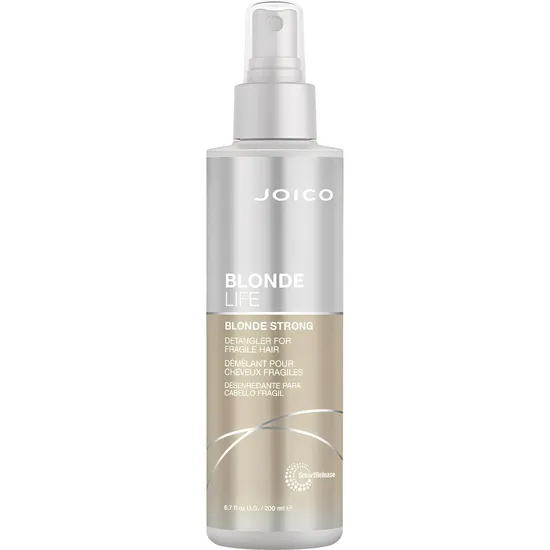 JOICO
BLONDE
LIFE
BLONDE STRONG
DETANGLER FOR
FRAGILE HAIR
DÉMÊLANT POUR
CHEVEUX FRAGILES
DESENREDANTE PARA
CABELLO FRÁGIL
SmartRelease
6.7 fl oz U.S. / 200 ml e